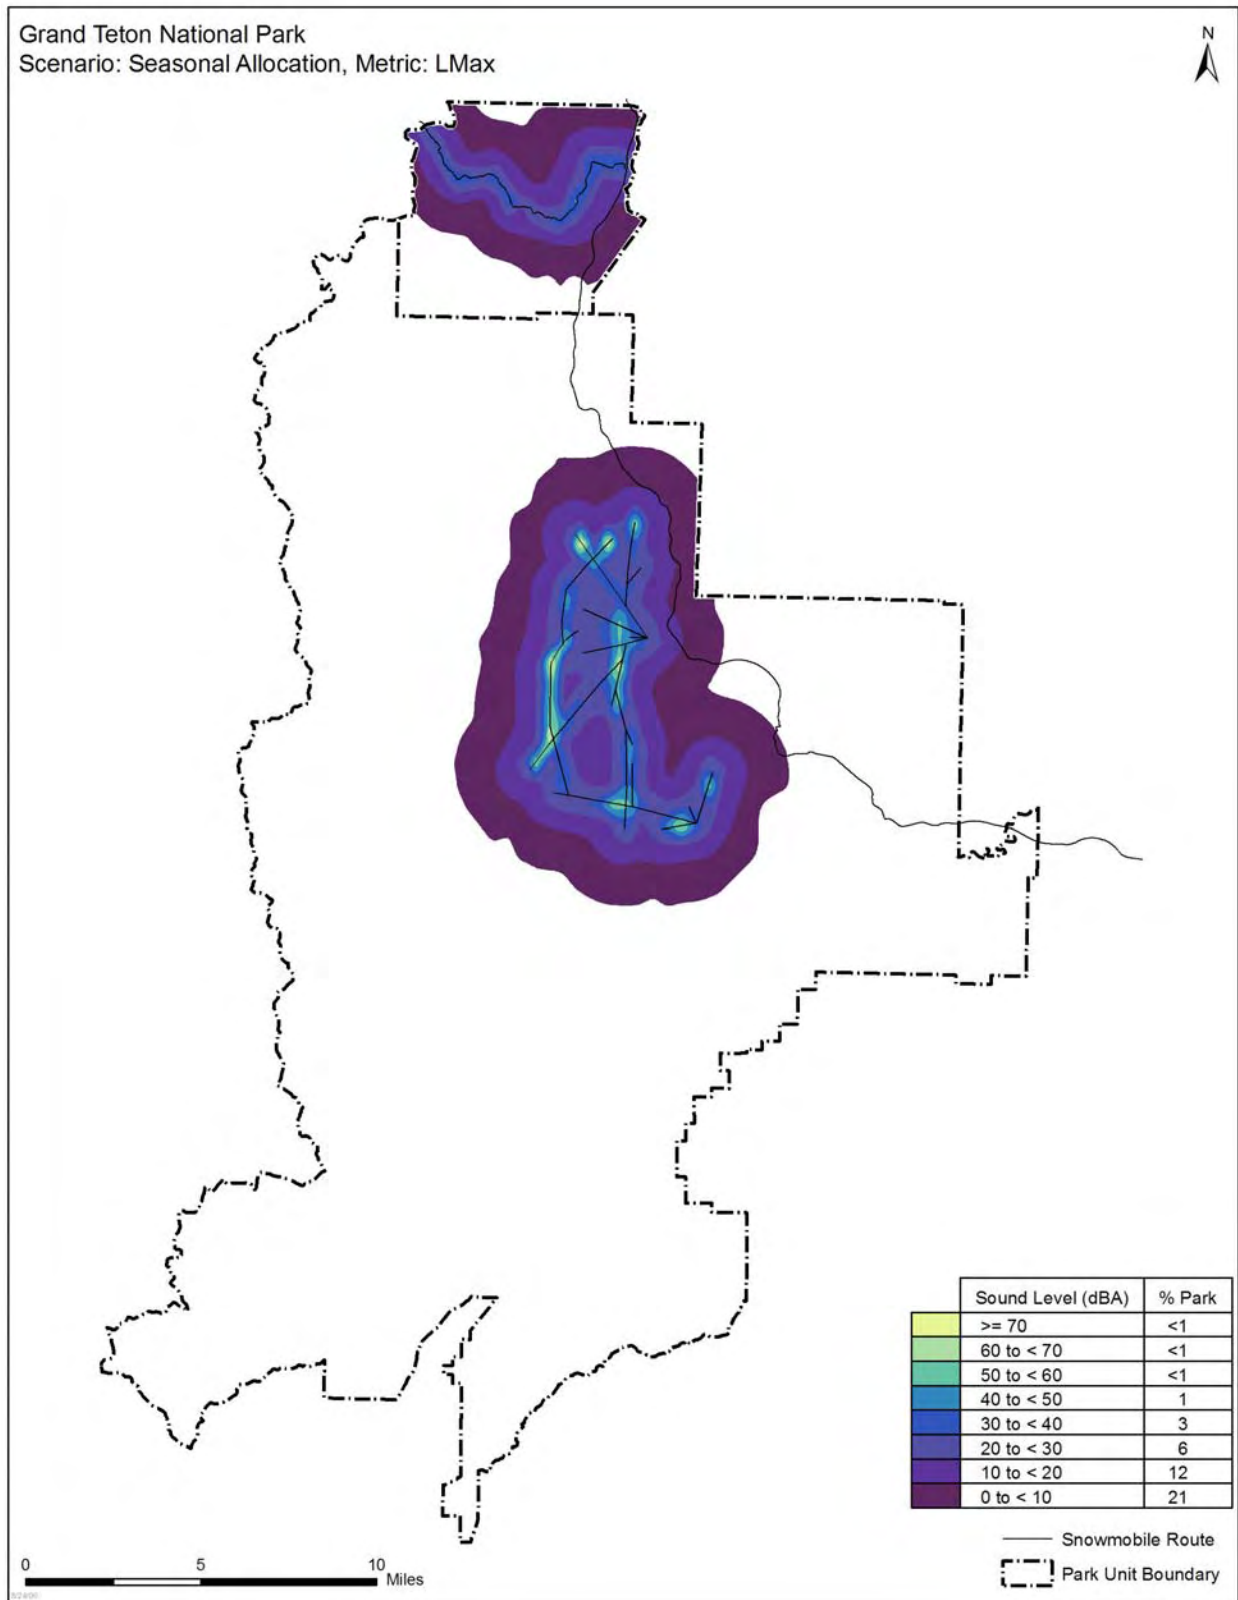 Grand Teton National Park
Scenario: Seasonal Allocation, Metric: LMax
N
Sound Level (dBA) % Park
>= 70 <1
60 to < 70 <1
50 to < 60 <1
40 to < 50 1
30 to < 40 3
20 to < 30 6
10 to < 20 12
0 to < 10 21
Snowmobile Route
Park Unit Boundary
0 5 10
Miles